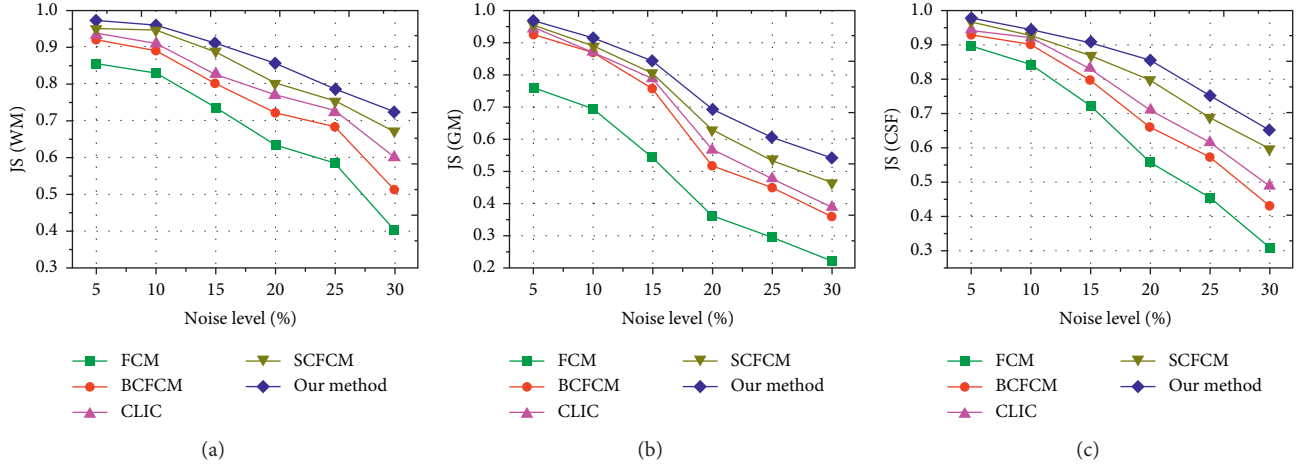 1.0
0.9
0.8
0.7
0.6
0.5
0.4
0.3
JS (WM)
5 10 15 20 25 30
Noise level (%)
FCM
BCFCM
CLIC
SCFCM
Our method
(a)
1.0
0.9
0.8
0.7
0.6
0.5
0.4
0.3
0.2
JS (GM)
5 10 15 20 25 30
Noise level (%)
FCM
BCFCM
CLIC
SCFCM
Our method
(b)
1.0
0.9
0.8
0.7
0.6
0.5
0.4
0.3
JS (CSF)
5 10 15 20 25 30
Noise level (%)
FCM
BCFCM
CLIC
SCFCM
Our method
(c)